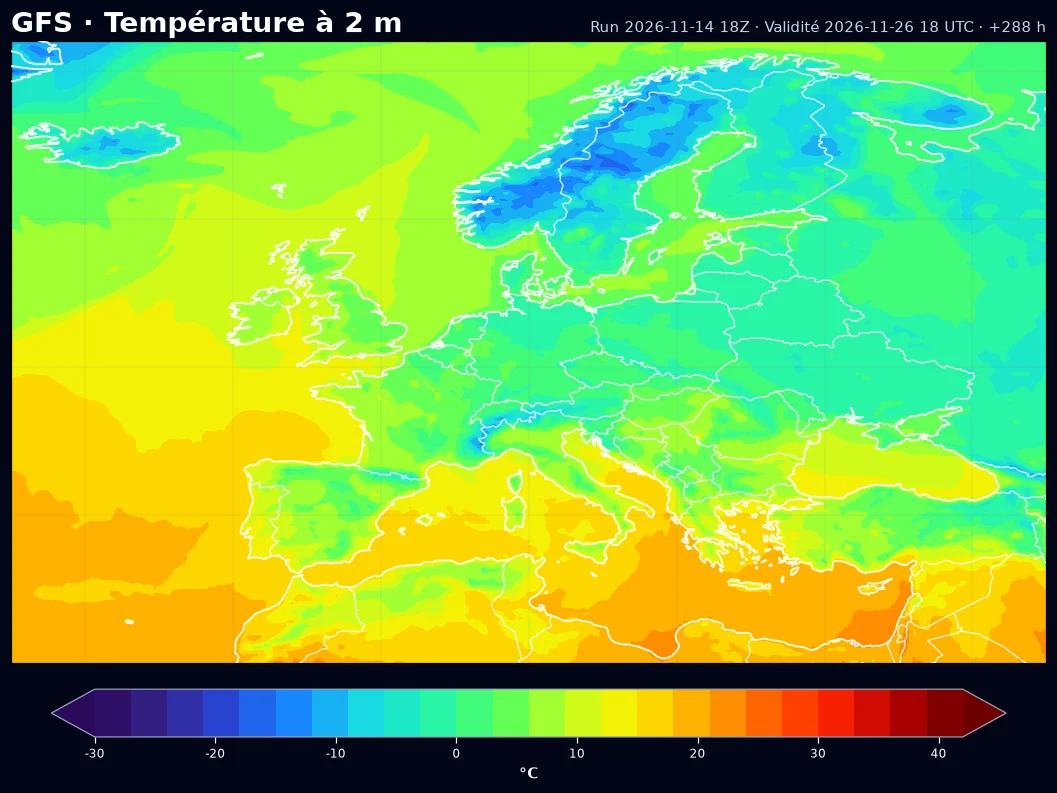 GFS · Température à 2 m
Run 2026-11-14 18Z · Validité 2026-11-26 18 UTC · +288 h
-30 -20 -10 0 10 20 30 40
°C